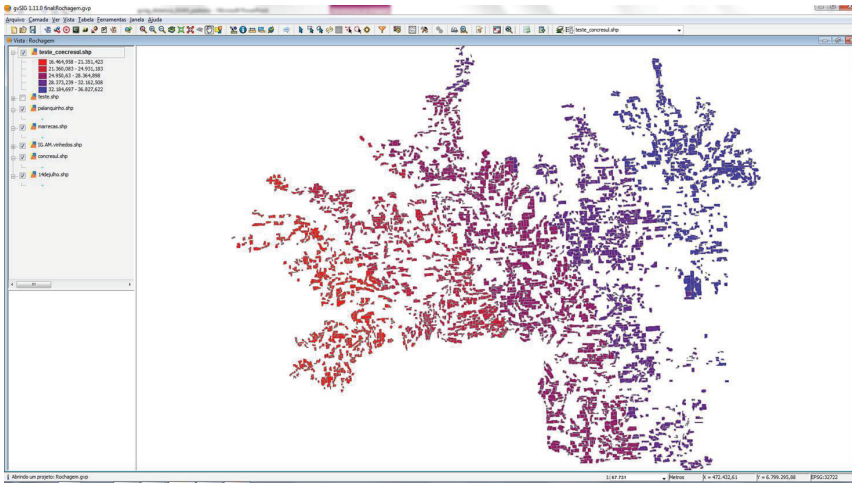 gvSIG 1.11.0 final:Rochagem.gvp
Arquivo Camada Ver Vista Tabela Ferramentas Janela Ajuda
teste_concresul.shp
Vista : Rochagem
teste_concresul.shp
16.464,958 - 21.351,423
21.360,083 - 24.931,183
24.950,63 - 28.364,898
28.373,239 - 32.162,508
32.184,697 - 36.827,622
teste.shp
palanquinho.shp
marrecas.shp
IG.AM.vinhedos.shp
concresul.shp
14dejulho.shp
Abrindo um projeto: Rochagem.gvp
1: 67.731
Metros
X = 472.432,61
Y = 6.799.295,88
EPSG:32722